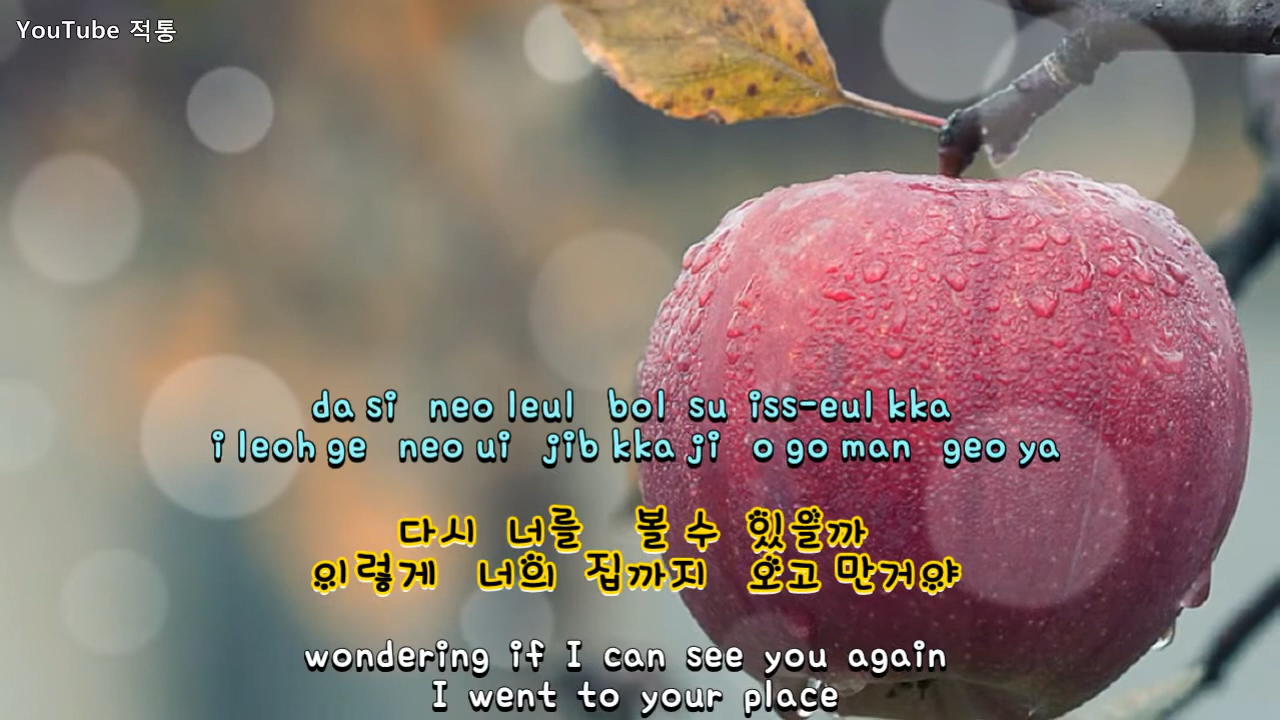 YouTube 적통
da si neo leul bol su iss-eul kka
i leoh ge neo ui jib kka ji o go man geo ya
다시 너를 볼 수 있을까
이렇게 너희 집까지 오고 만거야
wondering if I can see you again
I went to your place